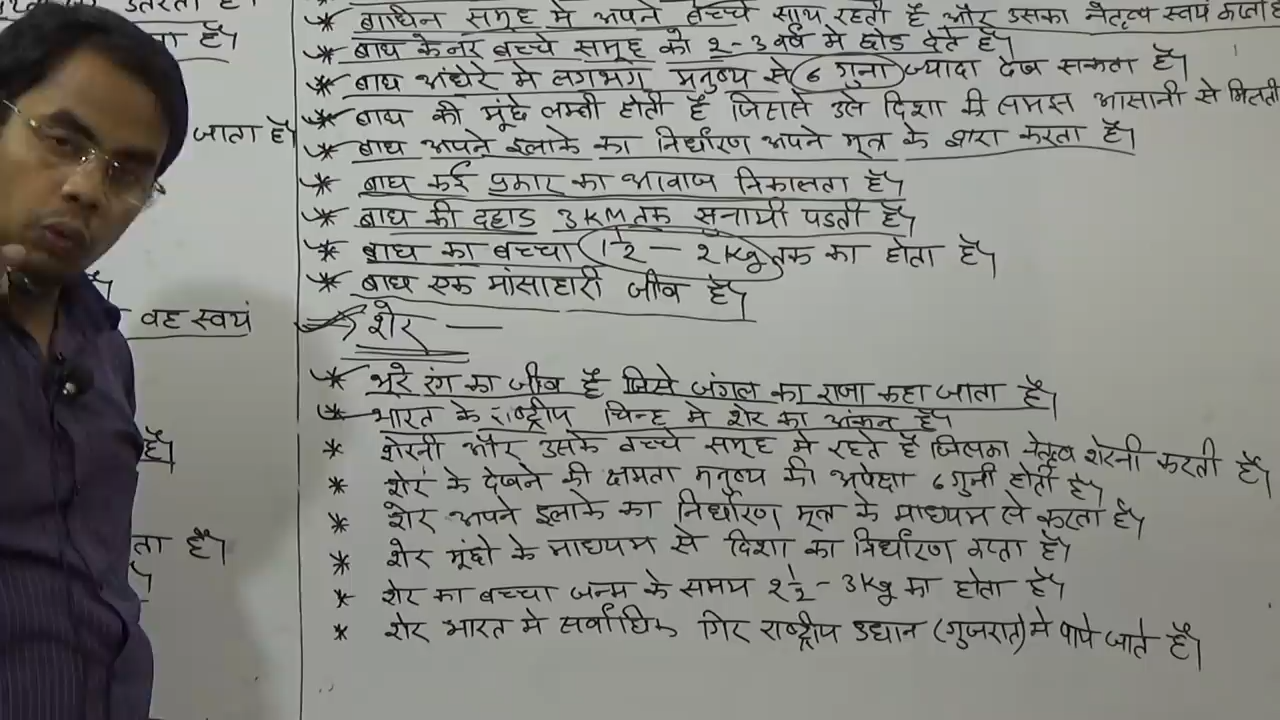 उतरता है।
है।
जाता है।
वह स्वयं
है।
ता है।
* बाघिन समूह मे अपने बच्चे साथ रहती है और उसका नेतृत्व स्वयं करती
* बाघ के नर बच्चे समूह को 2-3 वर्ष मे छोड देते है।
* बाघ अंधेरे मे लगभग मनुष्य से 6 गुना ज्यादा देख सकता है।
* बाघ की मूंछे लम्बी होती है जिससे उसे दिशा की समझ आसानी से मिलती
* बाघ अपने इलाके का निर्धारण अपने मूत्र के द्वारा करता है।
* बाघ कई प्रकार का आवाज निकालता है।
* बाघ की दहाड 3KM तक सुनायी पडती है।
* बाघ का बच्चा 1½ - 2kg तक का होता है।
* बाघ एक मांसाहारी जीव है।
⇒ शेर —
* भूरे रंग का जीव है जिसे जंगल का राजा कहा जाता है।
* भारत के राष्ट्रीय चिन्ह मे शेर का अंकन है।
* शेरनी और उसके बच्चे समूह मे रहते है जिसका नेतृत्व शेरनी करती है।
* शेर के देखने की क्षमता मनुष्य की अपेक्षा 6 गुनी होती है।
* शेर अपने इलाके का निर्धारण मूत्र के माध्यम से करता है।
* शेर मूंछो के माध्यम से दिशा का निर्धारण करता है।
* शेर का बच्चा जन्म के समय 2½ - 3kg का होता है।
* शेर भारत मे सर्वाधिक गिर राष्ट्रीय उद्यान (गुजरात) मे पाये जाते है।